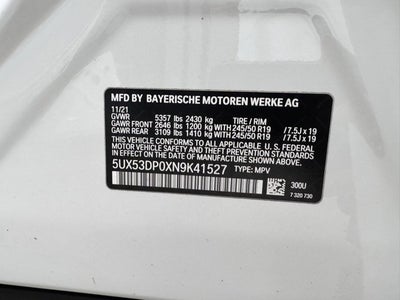 MFD BY BAYERISCHE MOTOREN WERKE AG
11/21
GVWR 5357 lbs 2430 kg TIRE / RIM
GAWR FRONT 2646 lbs 1200 kg WITH 245/50 R19 / 7.5J x 19
GAWR REAR 3109 lbs 1410 kg WITH 245/50 R19 / 7.5J x 19
THIS VEHICLE CONFORMS TO ALL APPLICABLE U. S. FEDERAL
MOTOR VEHICLE SAFETY AND THEFT PREVENTION STANDARDS IN
EFFECT ON THE DATE OF MANUFACTURE SHOWN ABOVE.
5UX53DP0XN9K41527 TYPE: MPV
300U
7 320 730